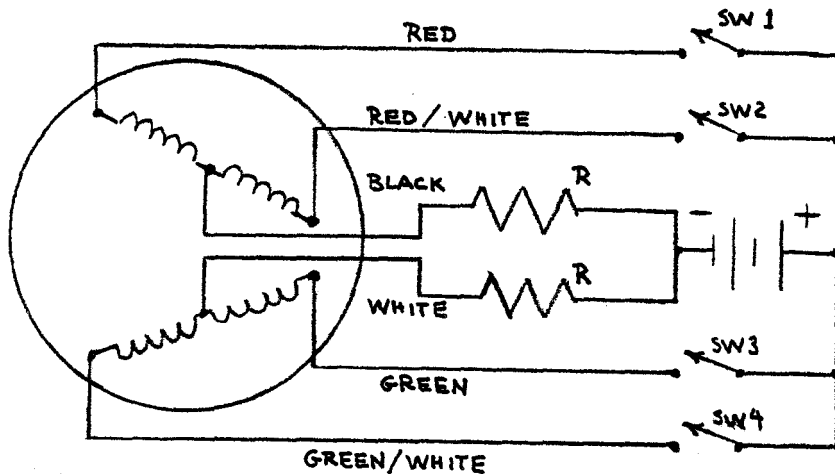 RED
SW 1
RED / WHITE
SW2
BLACK
R
- +
WHITE
R
SW3
GREEN
SW4
GREEN/WHITE